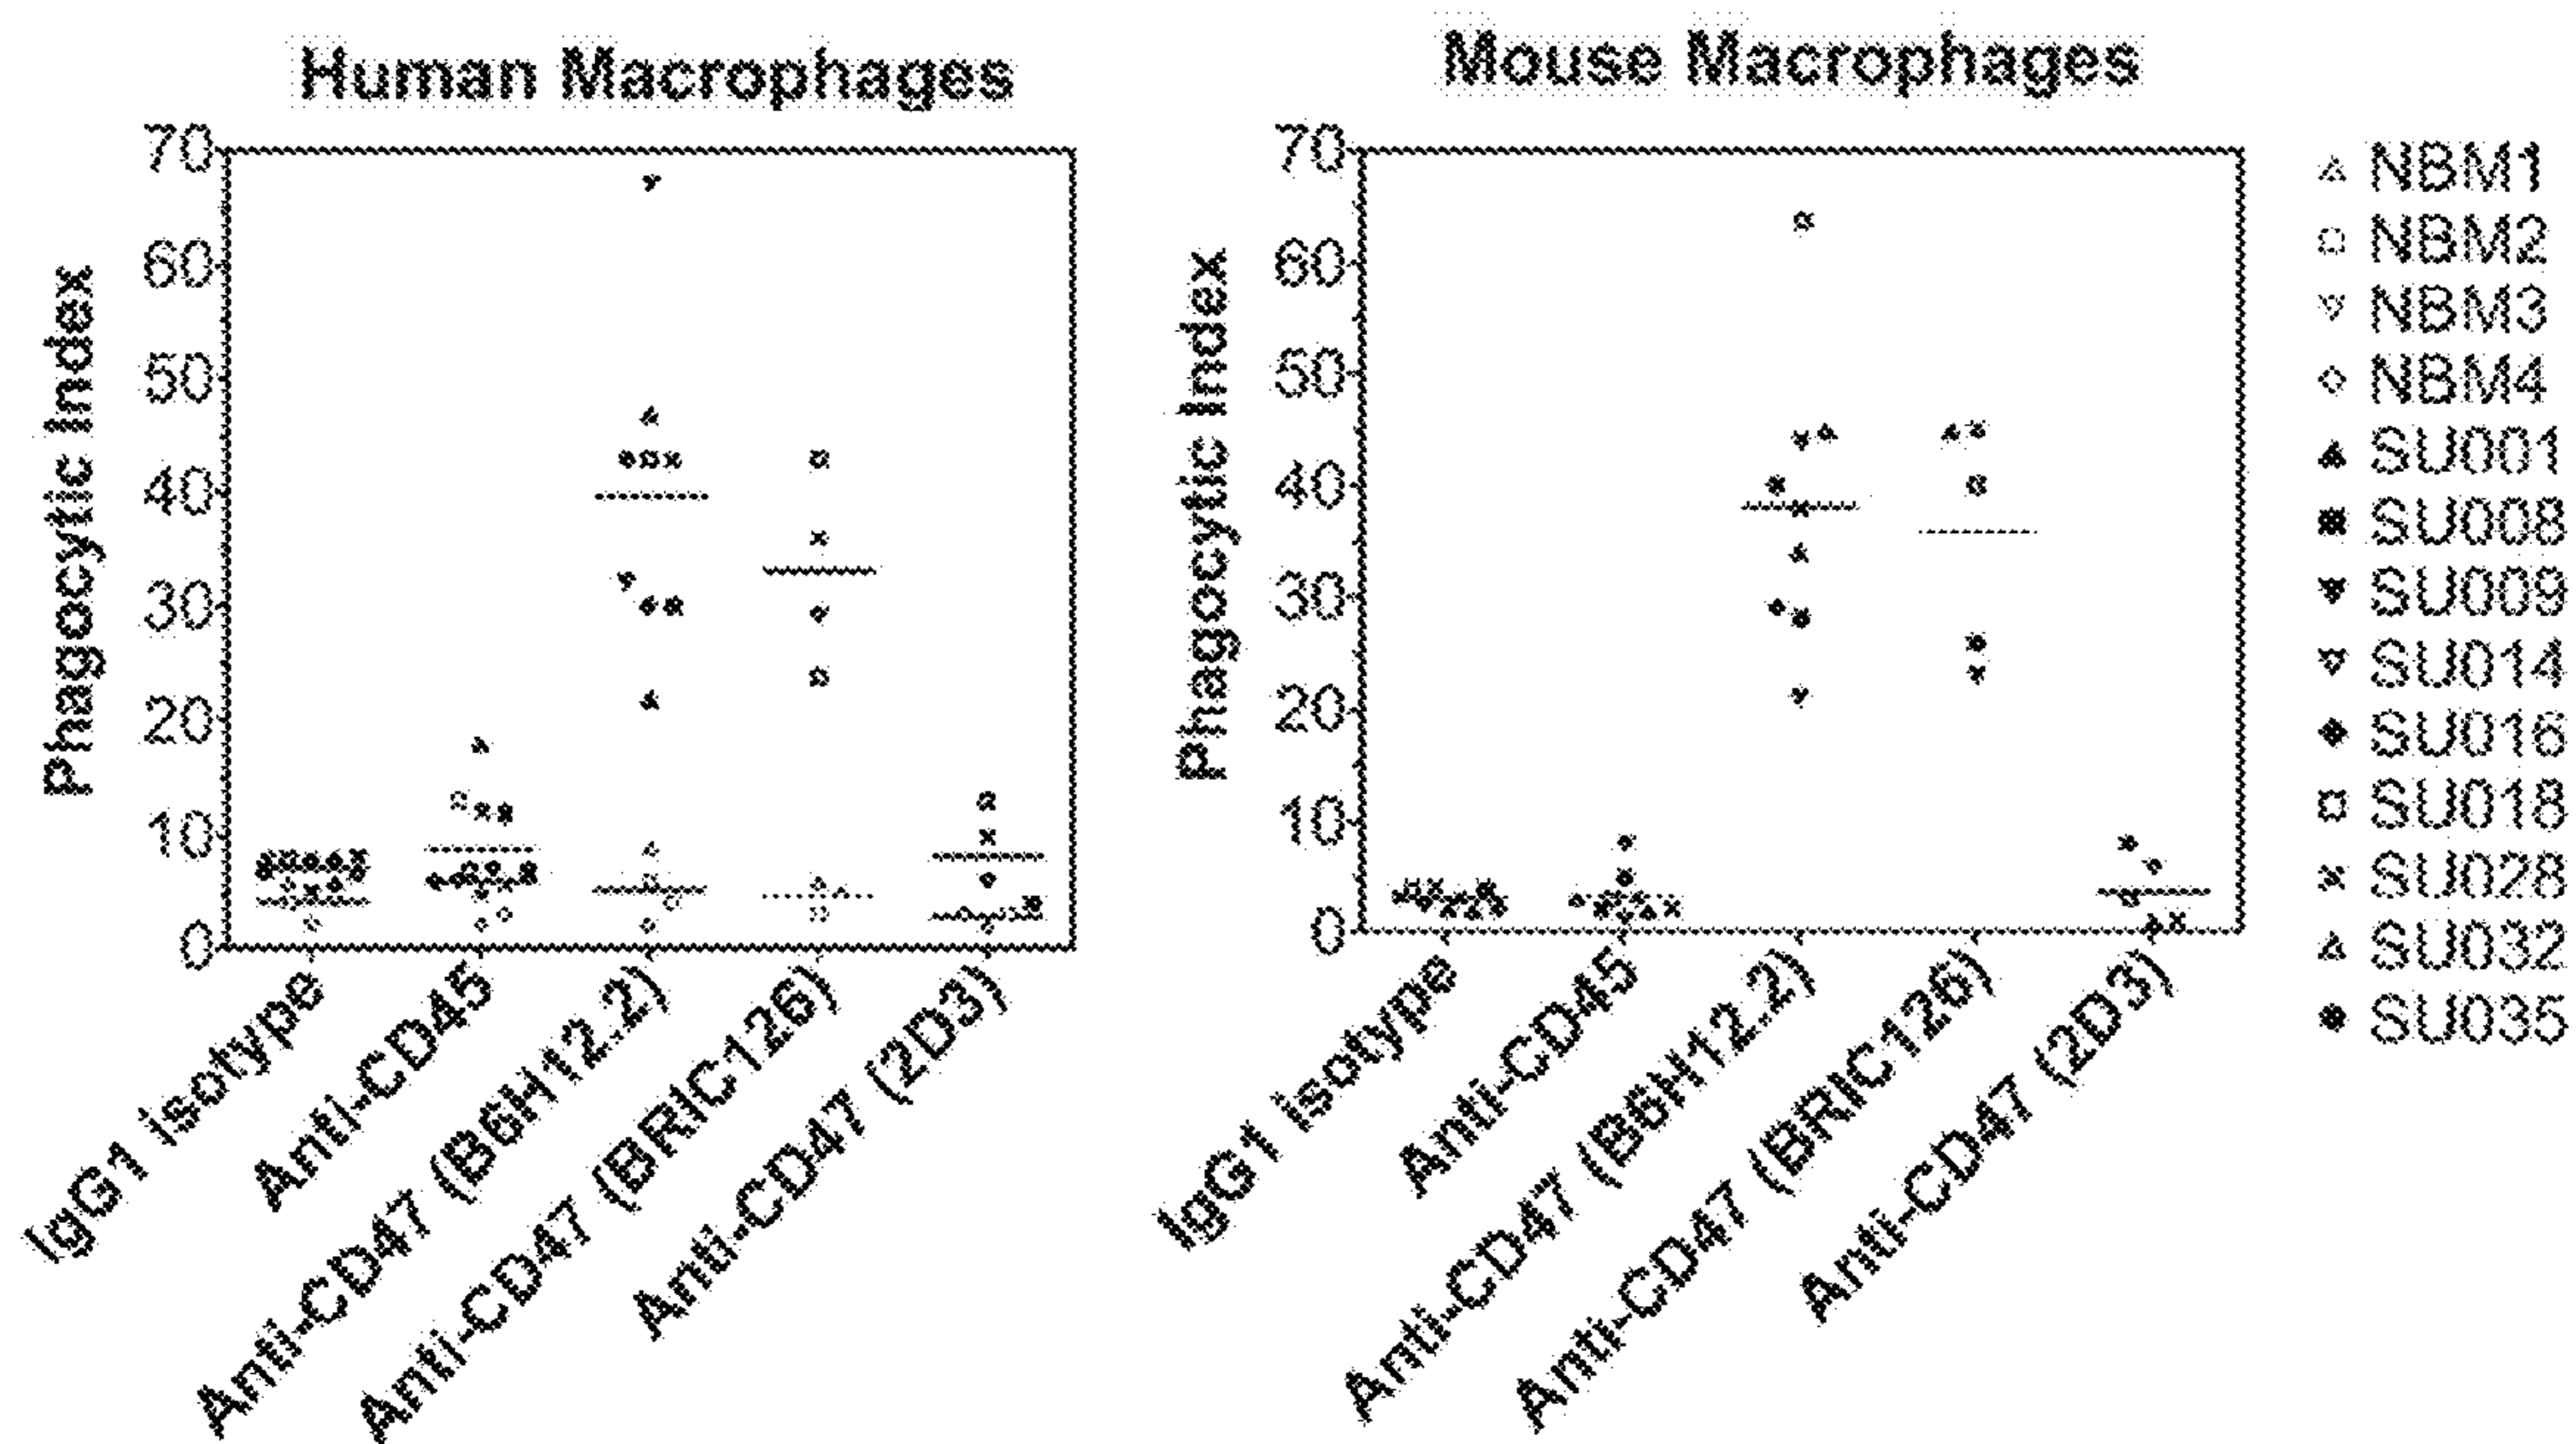 Human Macrophages
Phagocytic Index
70
60
50
40
30
20
10
0
IgG1 isotype
Anti-CD45
Anti-CD47 (B6H12.2)
Anti-CD47 (BRIC126)
Anti-CD47 (2D3)
Mouse Macrophages
Phagocytic Index
70
60
50
40
30
20
10
0
IgG1 isotype
Anti-CD45
Anti-CD47 (B6H12.2)
Anti-CD47 (BRIC126)
Anti-CD47 (2D3)
NBM1
NBM2
NBM3
NBM4
SU001
SU008
SU009
SU014
SU016
SU018
SU028
SU032
SU035